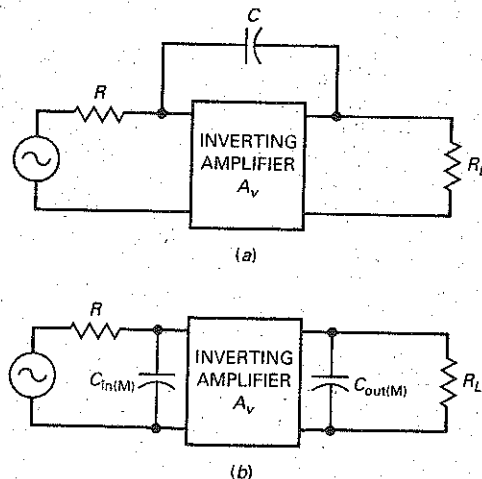 C
R
INVERTING
AMPLIFIER
A_v
R_L
(a)
R
C_in(M)
INVERTING
AMPLIFIER
A_v
C_out(M)
R_L
(b)